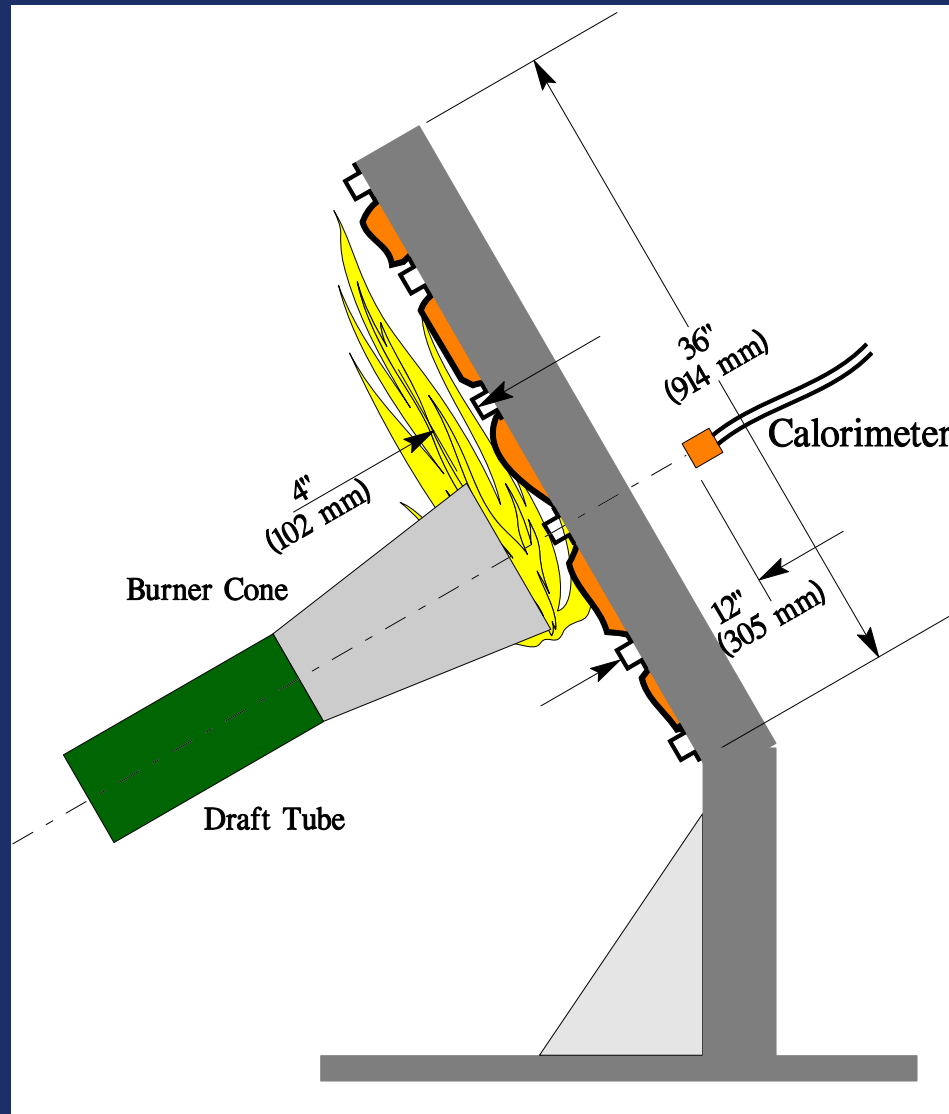 36"
(914 mm)
Calorimeter
4"
(102 mm)
12"
(305 mm)
Burner Cone
Draft Tube